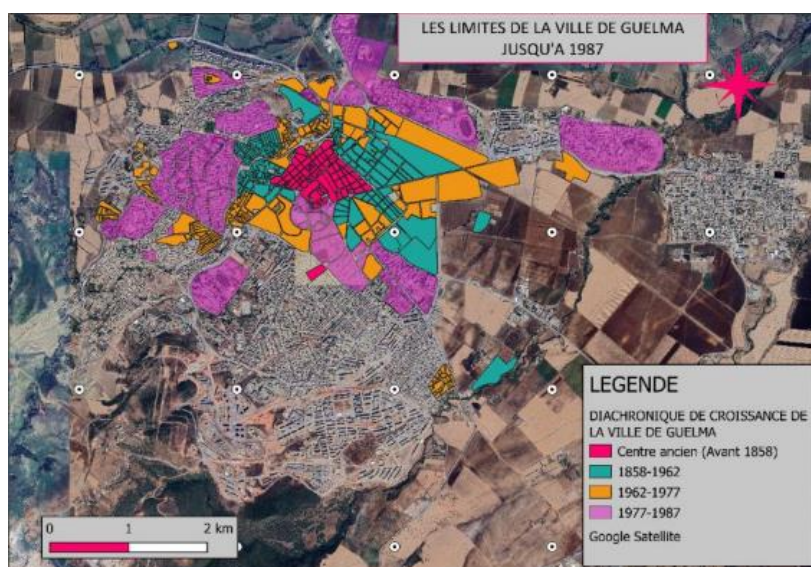 LES LIMITES DE LA VILLE DE GUELMA
JUSQU'A 1987
LEGENDE
DIACHRONIQUE DE CROISSANCE DE
LA VILLE DE GUELMA
Centre ancien (Avant 1858)
1858-1962
1962-1977
1977-1987
Google Satellite
0 1 2 km